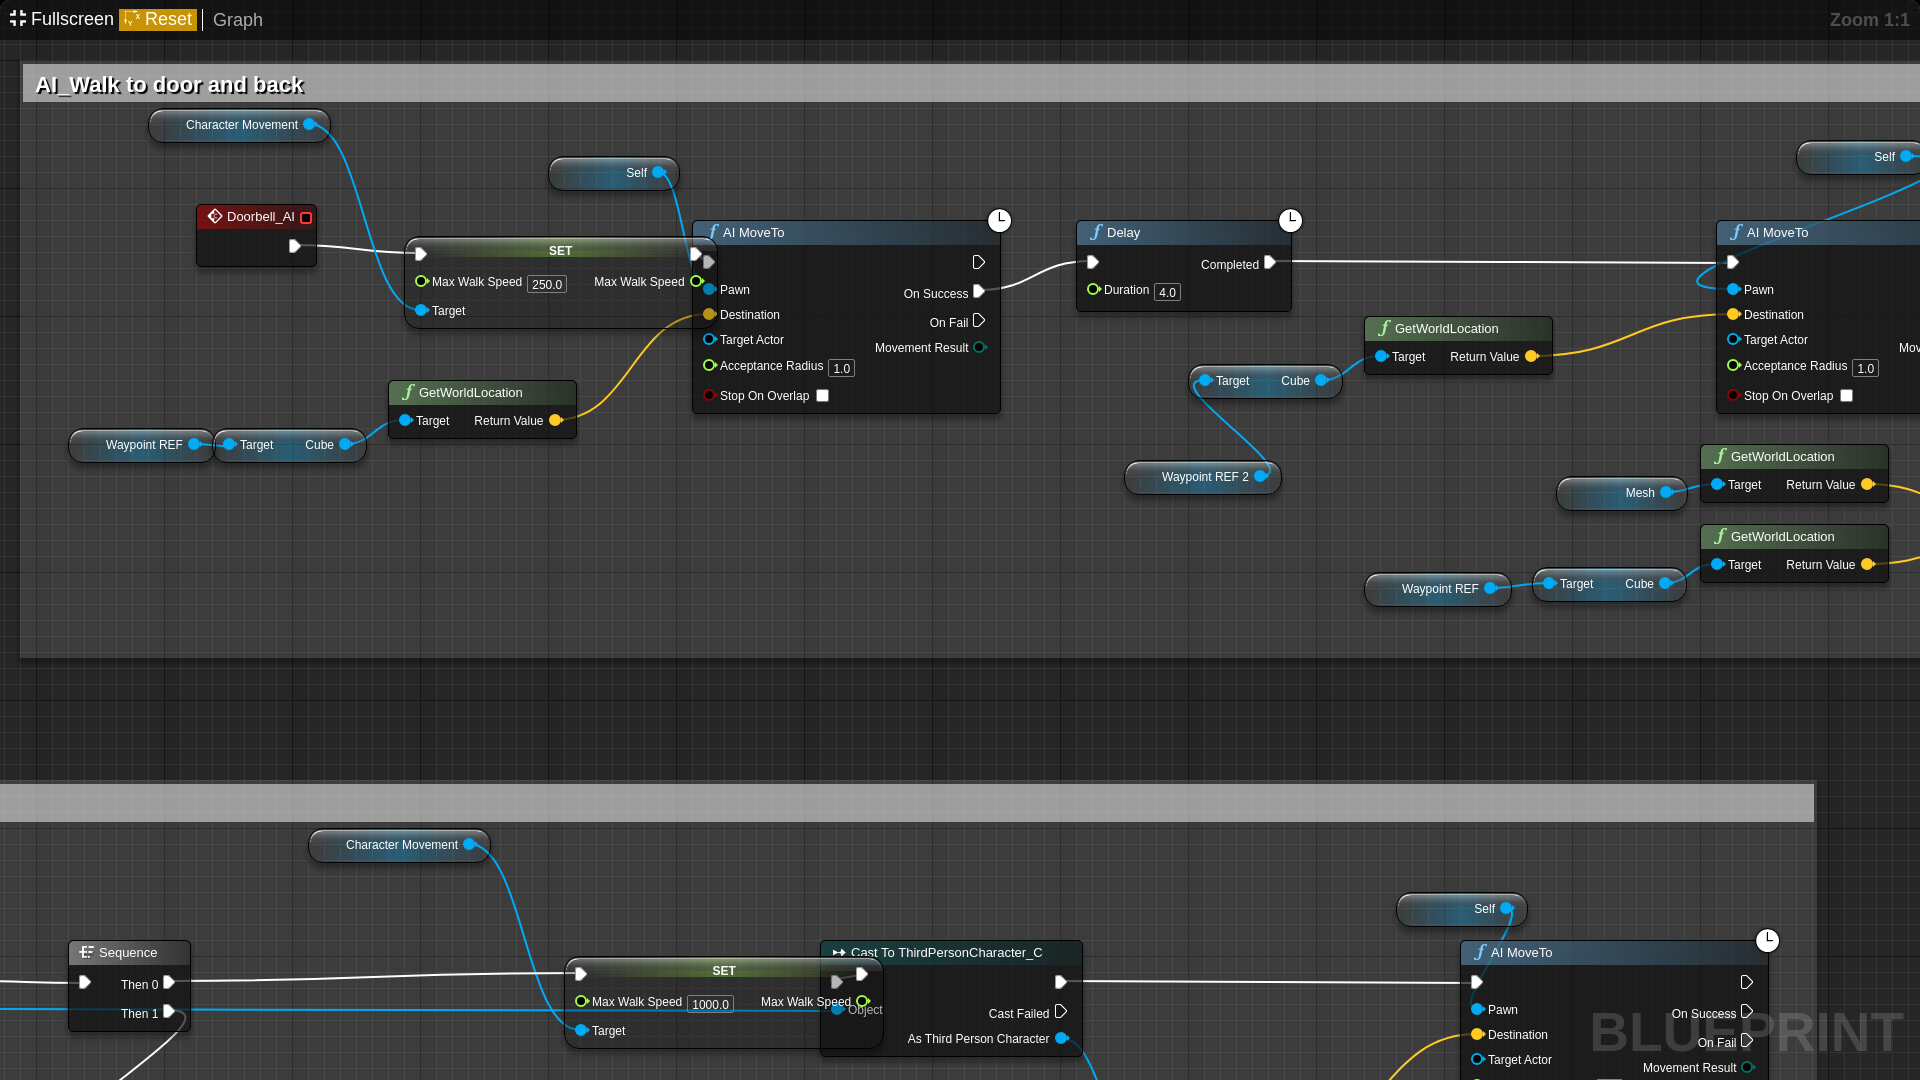 Fullscreen Reset Graph Zoom 1:1
AI_Walk to door and back
Character Movement
Self
Self
Doorbell_AI
SET
Max Walk Speed 250.0 Max Walk Speed
Target
AI MoveTo
Pawn
On Success
Destination
On Fail
Target Actor
Movement Result
Acceptance Radius 1.0
Stop On Overlap
Delay
Completed
Duration 4.0
AI MoveTo
Pawn
Destination
Target Actor
Mov
Acceptance Radius 1.0
Stop On Overlap
GetWorldLocation
Target Return Value
Target Cube
Waypoint REF 2
GetWorldLocation
Target Return Value
Waypoint REF
Target Cube
GetWorldLocation
Target Return Value
Mesh
GetWorldLocation
Target Return Value
Waypoint REF
Target Cube
Character Movement
Self
Sequence
Then 0
Then 1
SET
Max Walk Speed 1000.0 Max Walk Speed
Target
Cast To ThirdPersonCharacter_C
Object
Cast Failed
As Third Person Character
AI MoveTo
Pawn
On Success
Destination
On Fail
Target Actor
Movement Result
BLUEPRINT